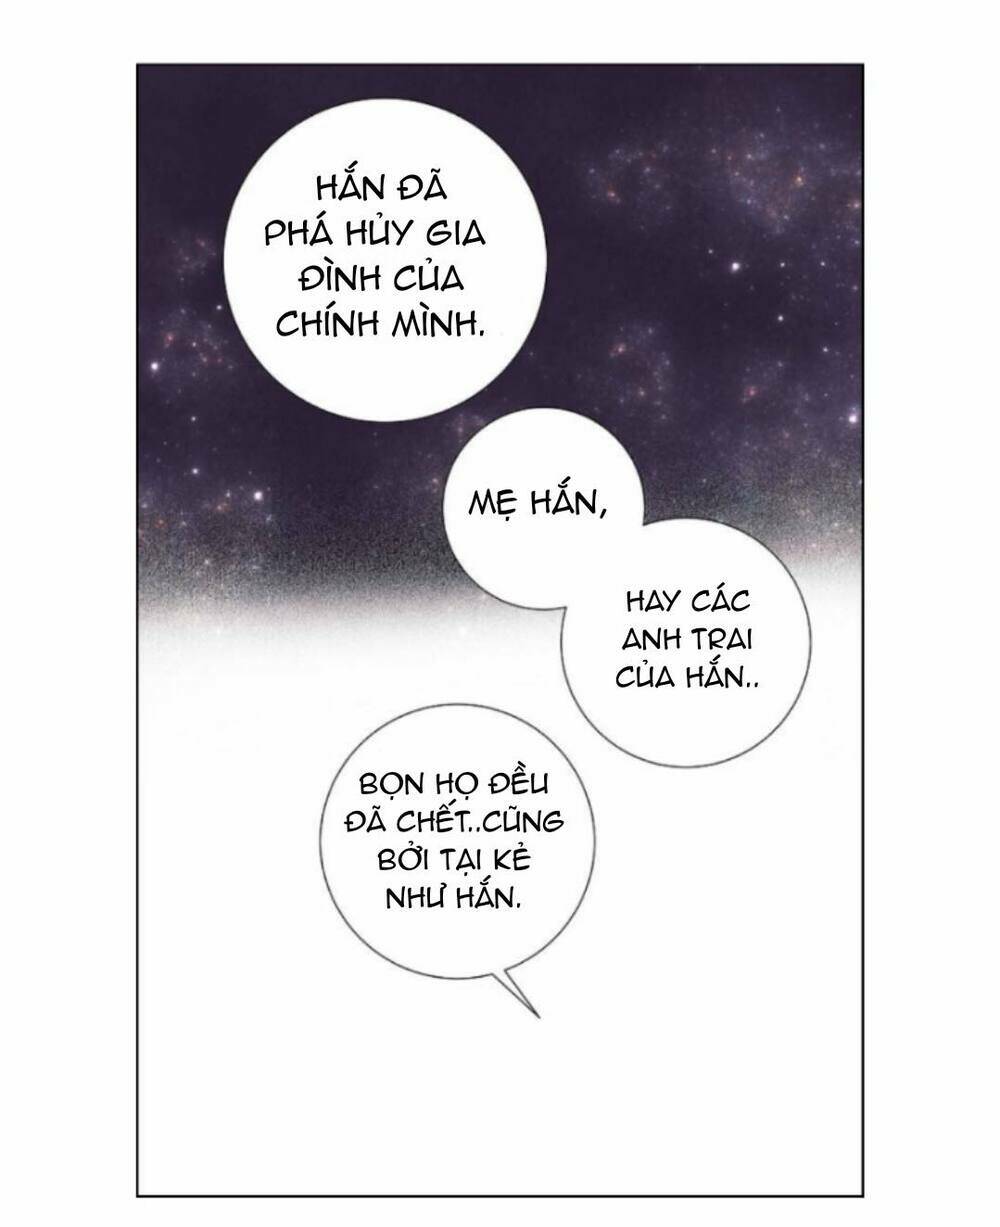 HẮN ĐÃ
PHÁ HỦY GIA
ĐÌNH CỦA
CHÍNH MÌNH.
MẸ HẮN,
HAY CÁC
ANH TRAI
CỦA HẮN..
BỌN HỌ ĐỀU
ĐÃ CHẾT..CŨNG
BỞI TẠI KẺ
NHƯ HẮN.